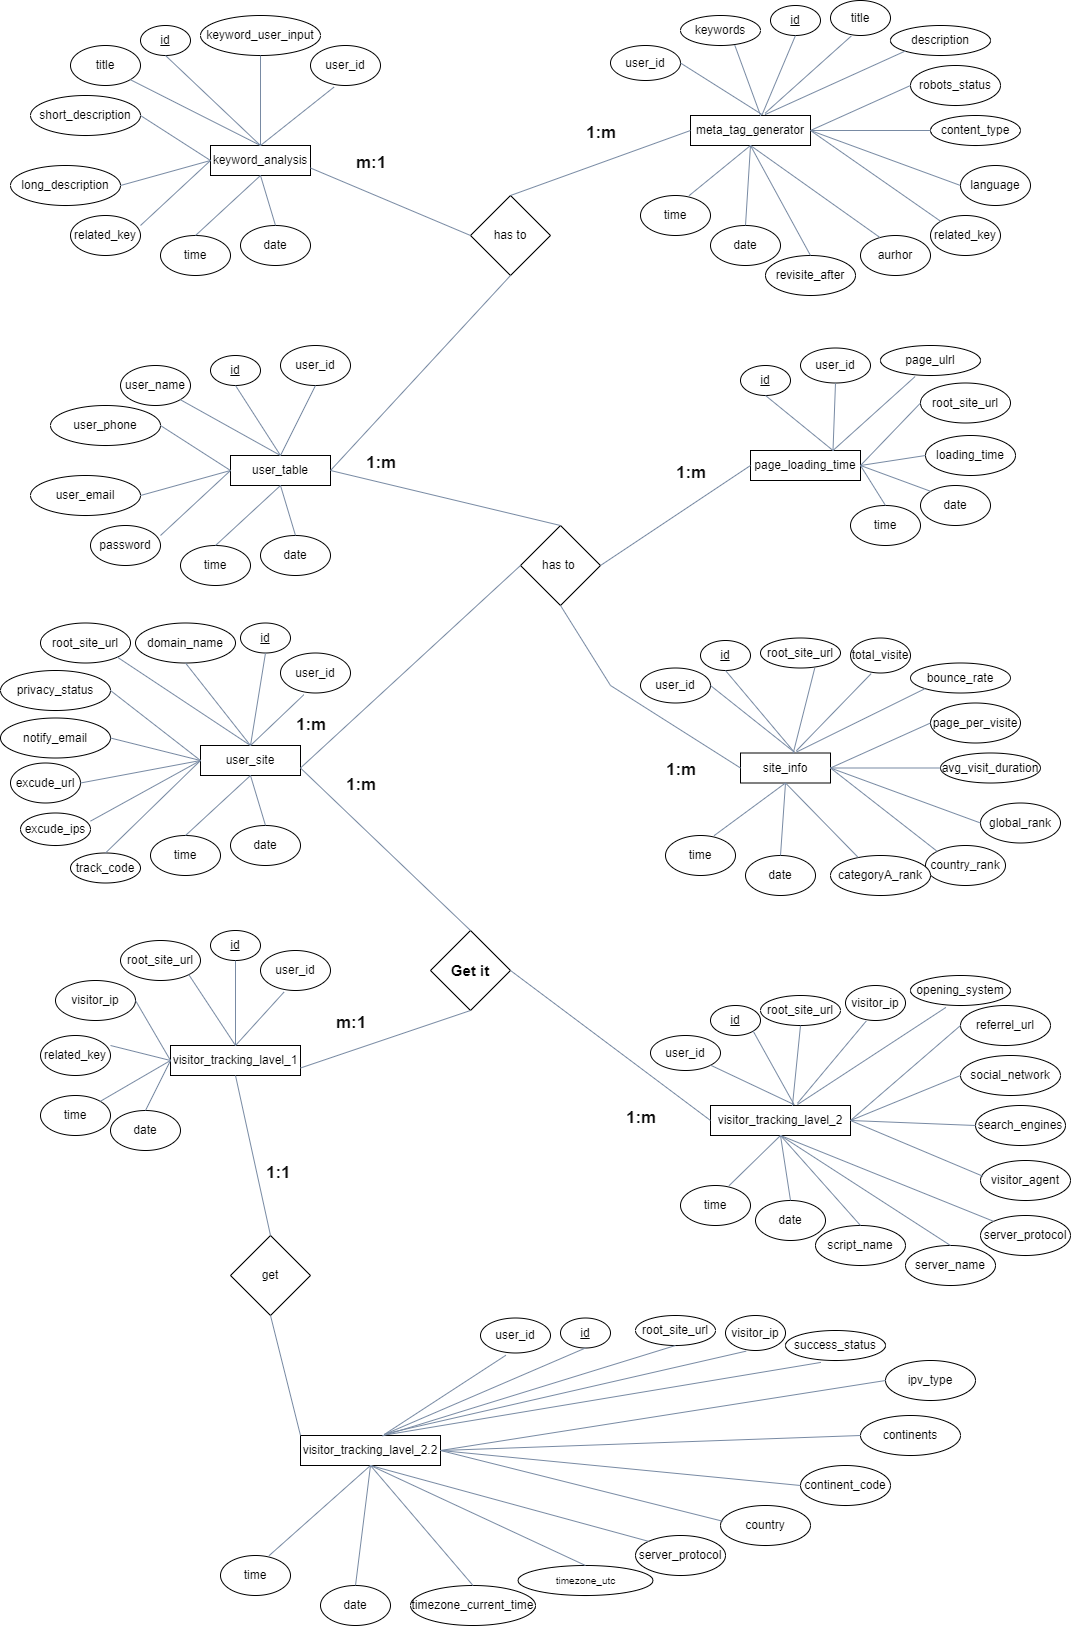 keyword_user_input
id
title
user_id
short_description
keyword_analysis
long_description
related_key
time
date
m:1
has to
1:m
id
title
keywords
description
user_id
robots_status
meta_tag_generator
content_type
language
time
related_key
date
aurhor
revisite_after
id
user_id
user_name
user_phone
user_table
user_email
password
time
date
1:m
has to
1:m
id
user_id
page_ulrl
root_site_url
page_loading_time
loading_time
date
time
root_site_url
domain_name
id
user_id
privacy_status
notify_email
user_site
excude_url
excude_ips
track_code
time
date
1:m
1:m
1:m
id
root_site_url
total_visite
user_id
bounce_rate
page_per_visite
site_info
avg_visit_duration
global_rank
time
date
categoryA_rank
country_rank
Get it
id
root_site_url
user_id
visitor_ip
related_key
visitor_tracking_lavel_1
time
date
m:1
1:m
id
root_site_url
visitor_ip
opening_system
user_id
referrel_url
social_network
visitor_tracking_lavel_2
search_engines
visitor_agent
time
date
script_name
server_name
server_protocol
1:1
get
user_id
id
root_site_url
visitor_ip
success_status
ipv_type
continents
visitor_tracking_lavel_2.2
continent_code
country
server_protocol
time
timezone_utc
date
timezone_current_time